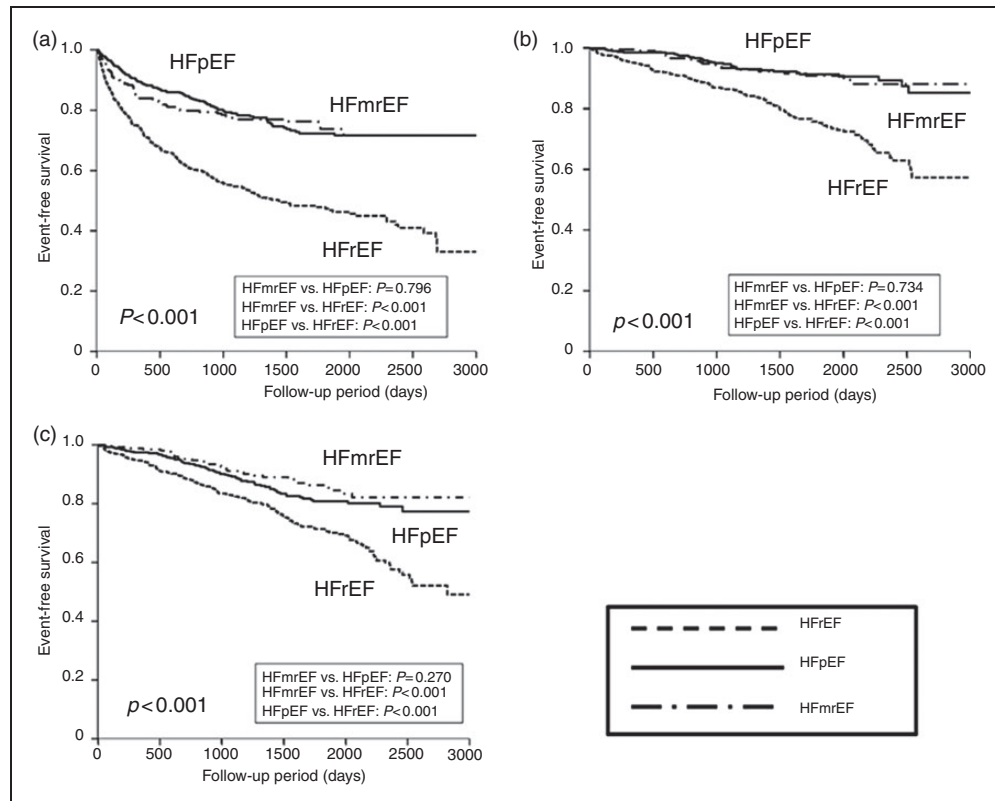 (a)
1.0
0.8
0.6
0.4
0.2
0
Event-free survival
HFpEF
HFmrEF
HFrEF
P<0.001
HFmrEF vs. HFpEF: P=0.796
HFmrEF vs. HFrEF: P<0.001
HFpEF vs. HFrEF: P<0.001
0 500 1000 1500 2000 2500 3000
Follow-up period (days)
(b)
1.0
0.8
0.6
0.4
0.2
0
Event-free survival
HFpEF
HFmrEF
HFrEF
p<0.001
HFmrEF vs. HFpEF: P=0.734
HFmrEF vs. HFrEF: P<0.001
HFpEF vs. HFrEF: P<0.001
0 500 1000 1500 2000 2500 3000
Follow-up period (days)
(c)
1.0
0.8
0.6
0.4
0.2
0
Event-free survival
HFmrEF
HFpEF
HFrEF
p<0.001
HFmrEF vs. HFpEF: P=0.270
HFmrEF vs. HFrEF: P<0.001
HFpEF vs. HFrEF: P<0.001
0 500 1000 1500 2000 2500 3000
Follow-up period (days)
HFrEF
HFpEF
HFmrEF